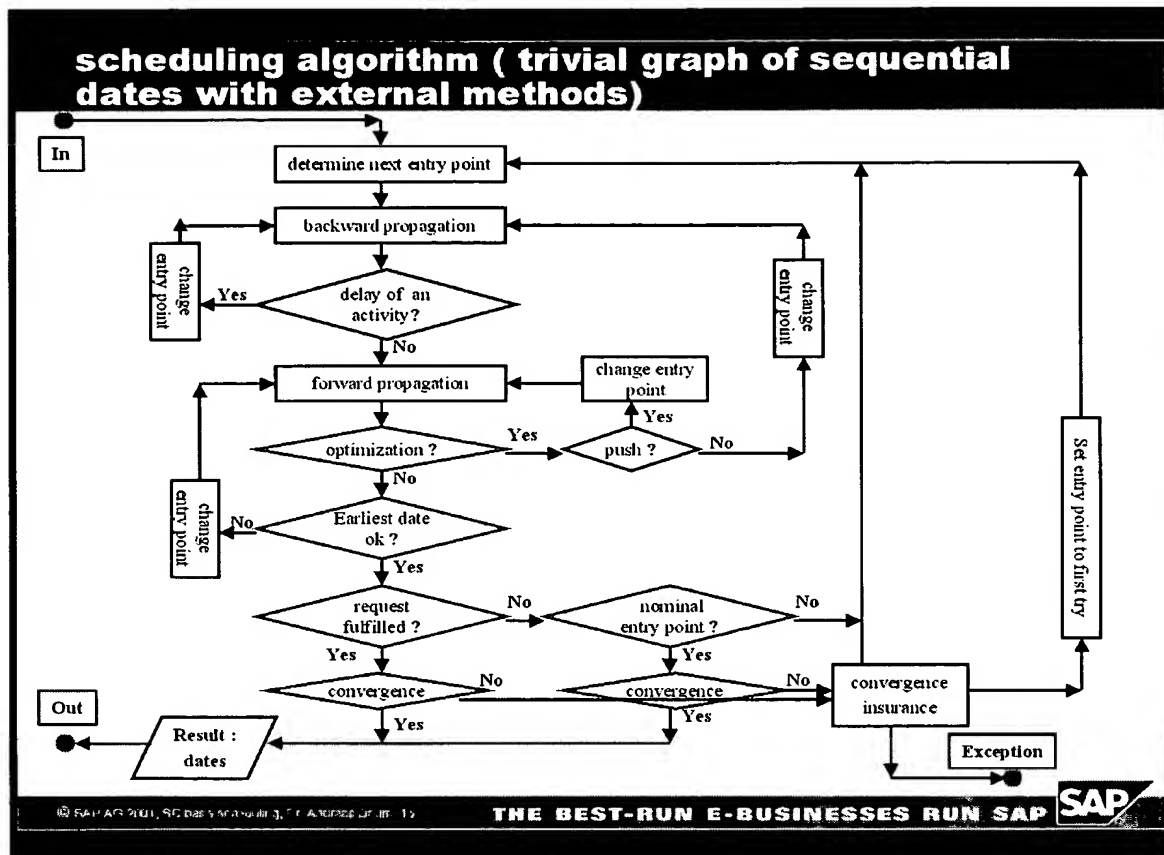 scheduling algorithm ( trivial graph of sequential
dates with external methods)
In
determine next entry point
backward propagation
change
entry point
Yes
delay of an
activity?
change
entry point
No
forward propagation
change entry
point
Yes
optimization ?
Yes
push ?
No
No
change
entry point
No
Earliest date
ok ?
Yes
Set entry point to first try
request
fulfilled ?
No
nominal
entry point ?
No
Yes
Yes
convergence
No
convergence
No
convergence
insurance
Out
Yes
Yes
Result :
dates
Exception
© SAP AG 2001, SC
THE BEST-RUN E-BUSINESSES RUN SAP
SAP